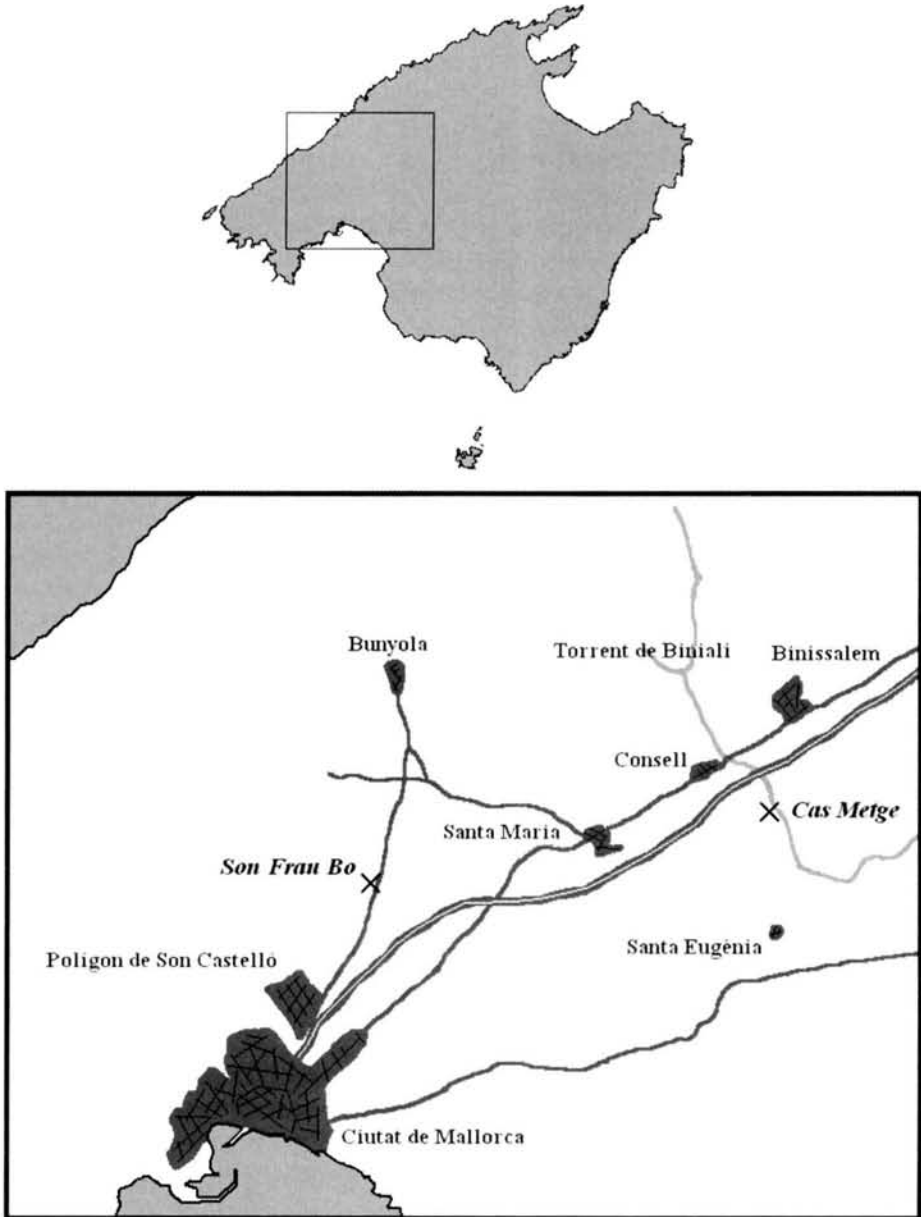 Bunyola
Torrent de Biniali
Binissalem
Consell
Cas Metge
Santa Maria
Son Frau Bo
Santa Eugènia
Polígon de Son Castelló
Ciutat de Mallorca